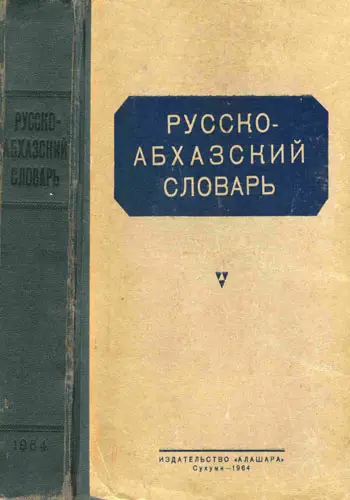 РУССКО-
АБХАЗСКИЙ
СЛОВАРЬ
1964
РУССКО-
АБХАЗСКИЙ
СЛОВАРЬ
ИЗДАТЕЛЬСТВО «АЛАШАРА»
Сухуми—1964